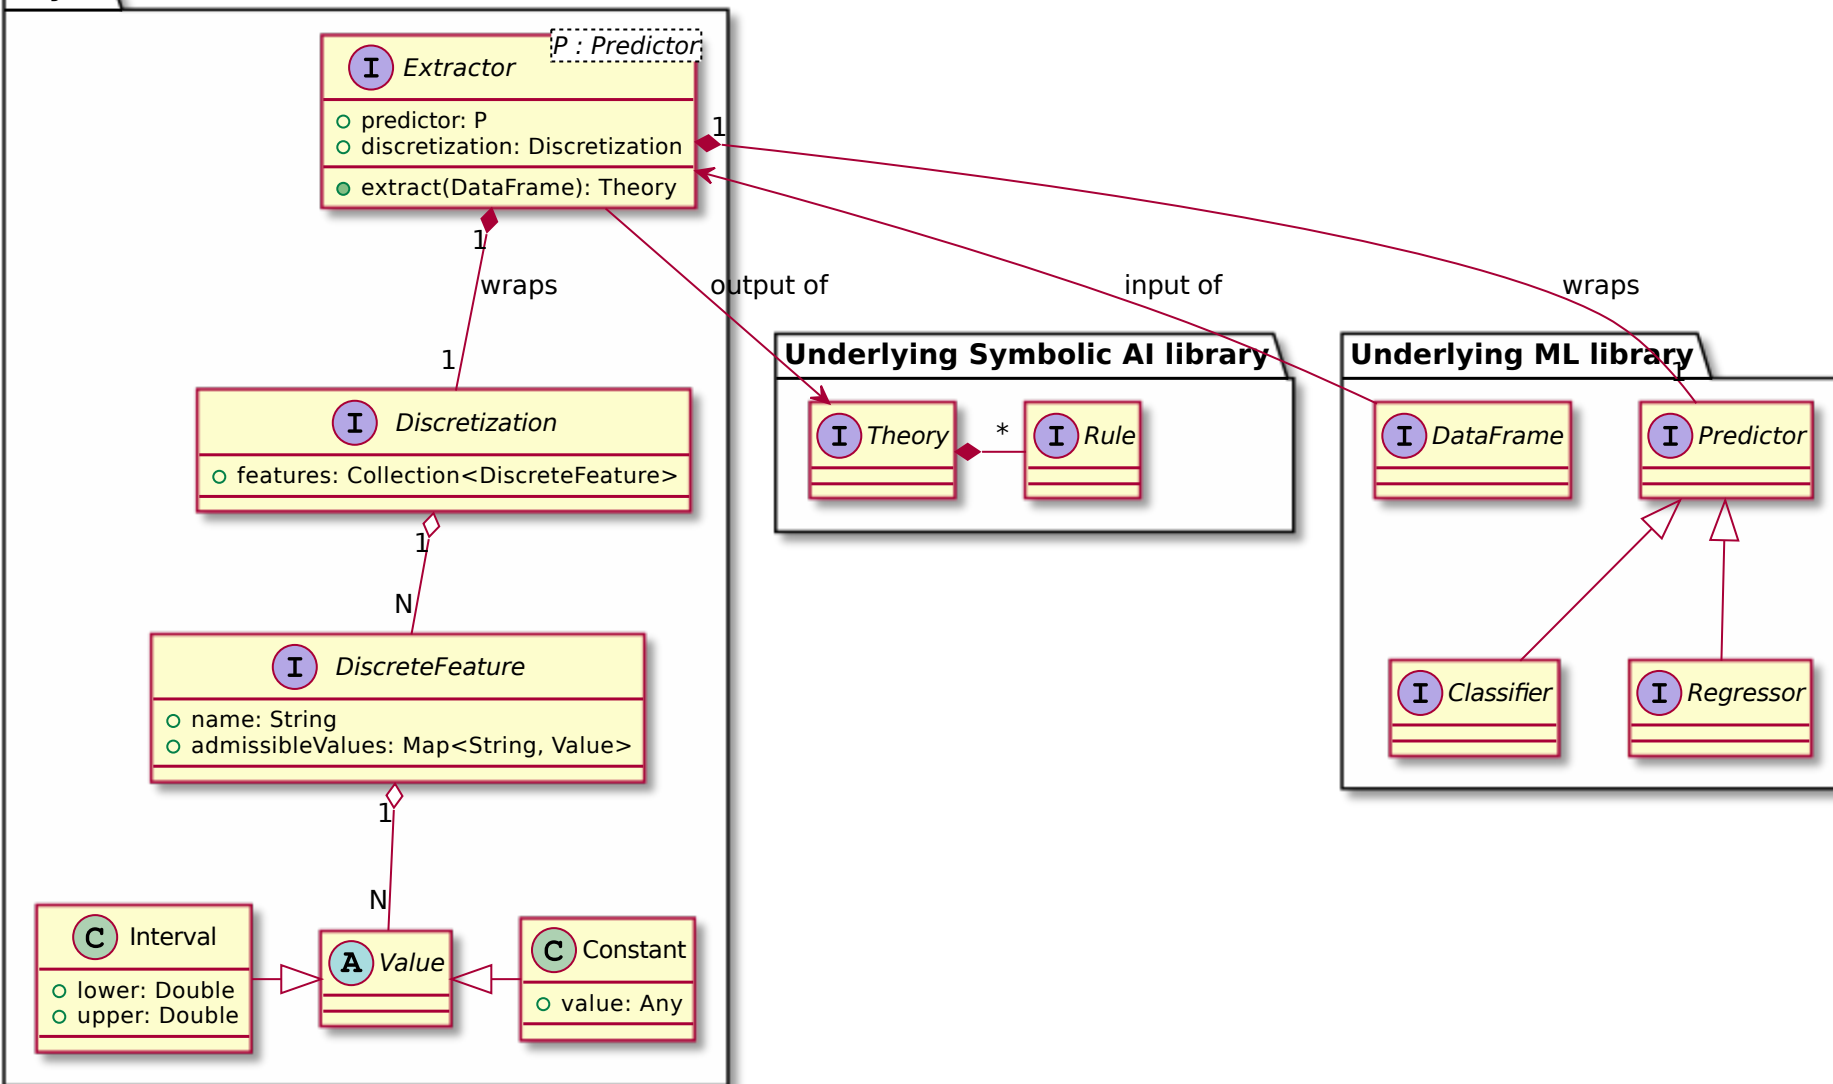 P : Predictor
I Extractor
predictor: P
discretization: Discretization
extract(DataFrame): Theory
1
1
wraps
output of
input of
wraps
1
1
Underlying Symbolic AI library
Underlying ML library
I Theory
*
I Rule
I DataFrame
I Predictor
I Discretization
features: Collection<DiscreteFeature>
1
N
I DiscreteFeature
name: String
admissibleValues: Map<String, Value>
I Classifier
I Regressor
1
N
C Interval
lower: Double
upper: Double
A Value
C Constant
value: Any